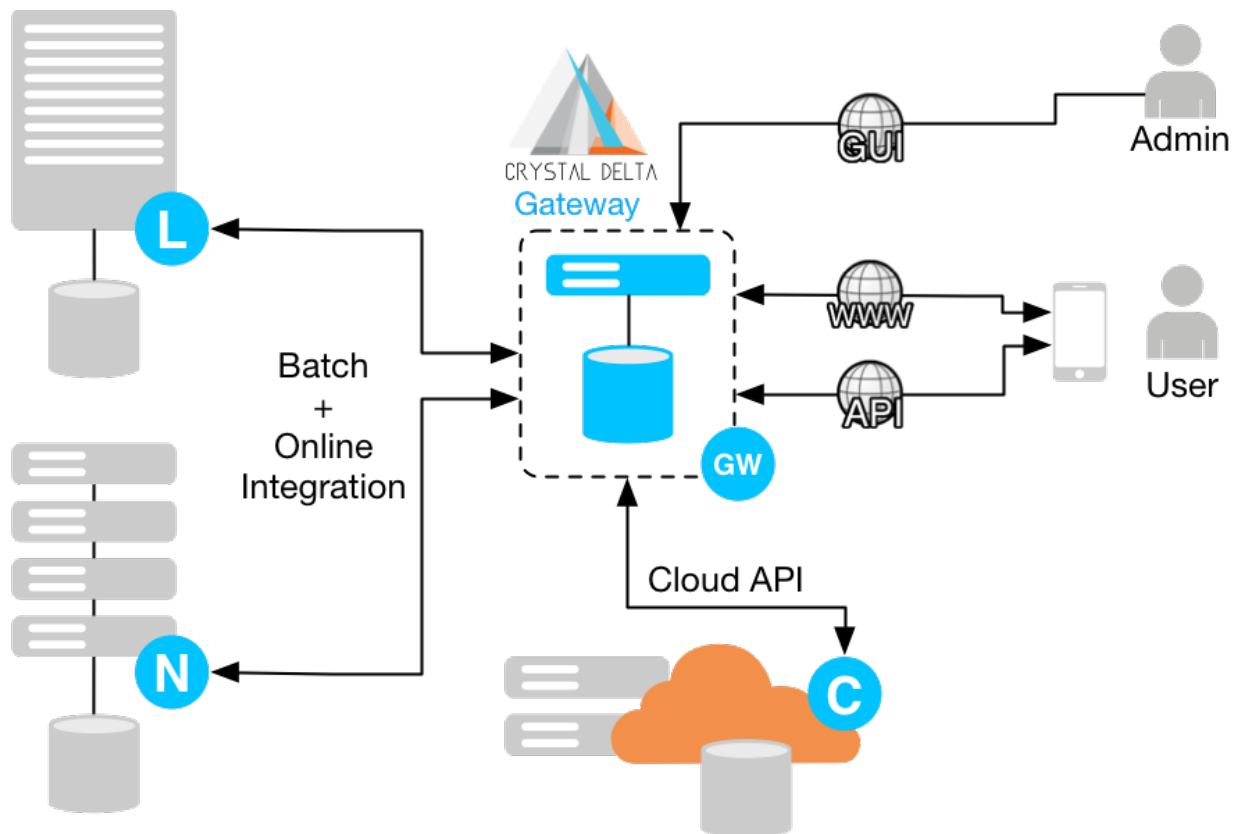 CRYSTAL DELTA
Gateway
GUI
Admin
L
WWW
API
User
Batch
+
Online
Integration
GW
Cloud API
N
C